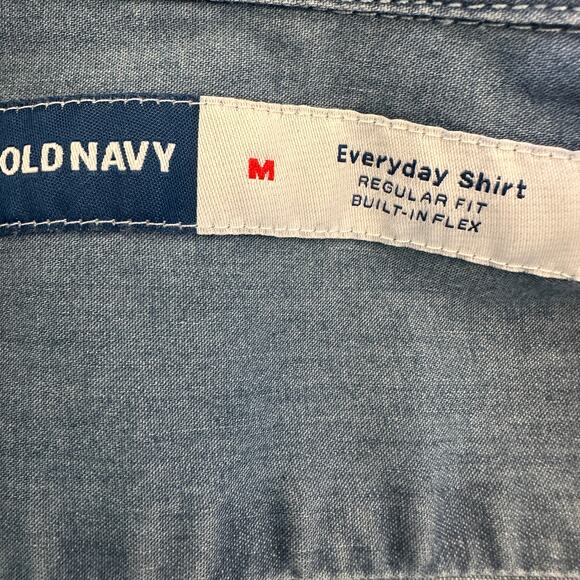 OLD NAVY
M
Everyday Shirt
REGULAR FIT
BUILT-IN FLEX